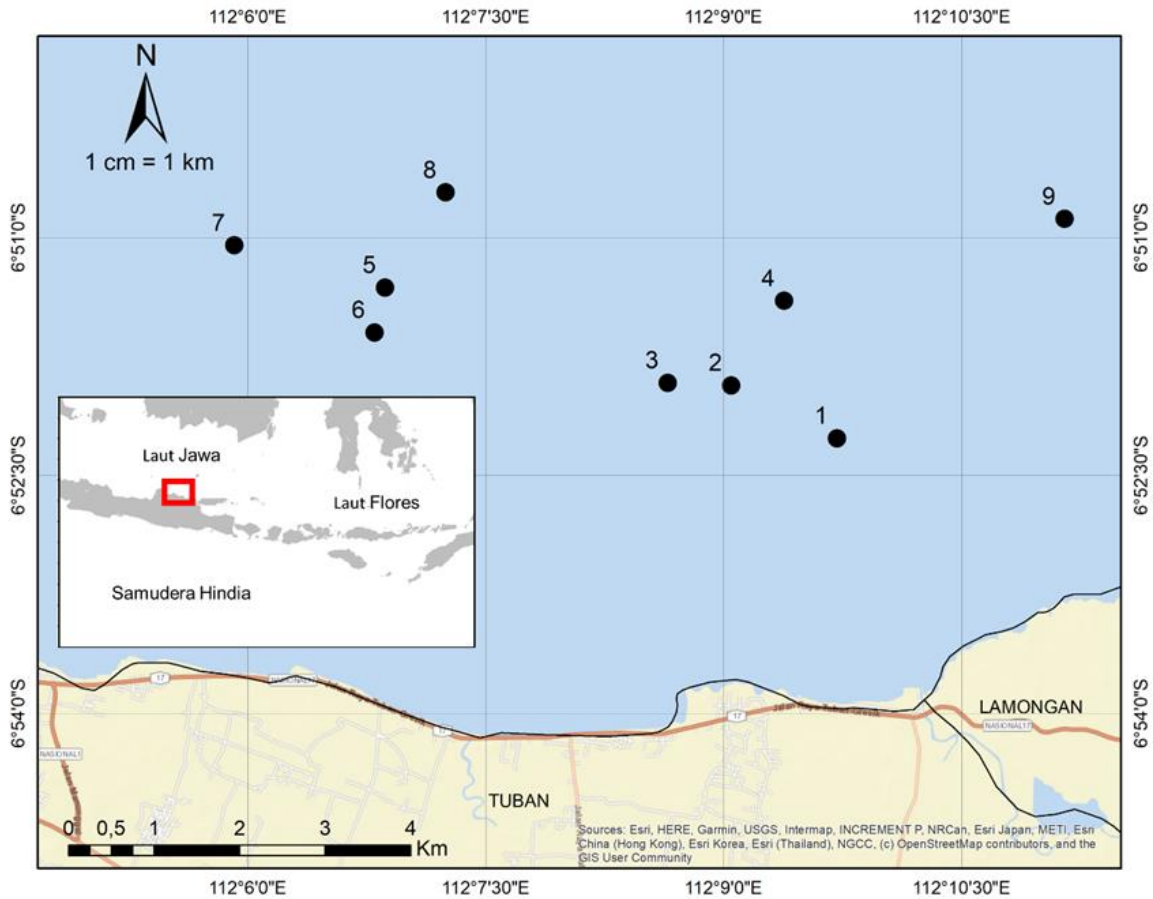 112°6'0"E 112°7'30"E 112°9'0"E 112°10'30"E
N
1 cm = 1 km
8
9
7
6°51'0"S 6°51'0"S
5
4
6
3 2
1
Laut Jawa
6°52'30"S 6°52'30"S
Laut Flores
Samudera Hindia
17
NASIONAL17
LAMONGAN
6°54'0"S 6°54'0"S
17
17
NASIONAL17
NASIONAL1
TUBAN
0 0,5 1 2 3 4
Km
Sources: Esri, HERE, Garmin, USGS, Intermap, INCREMENT P, NRCan, Esri Japan, METI, Esri
China (Hong Kong), Esri Korea, Esri (Thailand), NGCC, (c) OpenStreetMap contributors, and the
GIS User Community
112°6'0"E 112°7'30"E 112°9'0"E 112°10'30"E